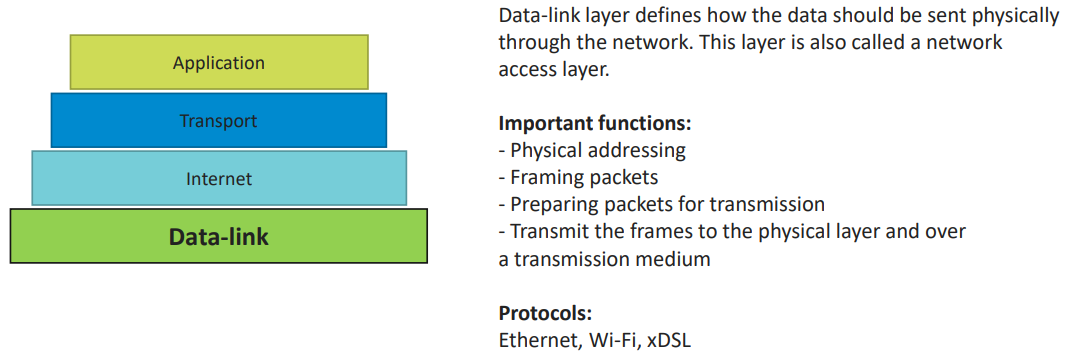 Application
Transport
Internet
Data-link
Data-link layer defines how the data should be sent physically
through the network. This layer is also called a network
access layer.
Important functions:
- Physical addressing
- Framing packets
- Preparing packets for transmission
- Transmit the frames to the physical layer and over
a transmission medium
Protocols:
Ethernet, Wi-Fi, xDSL